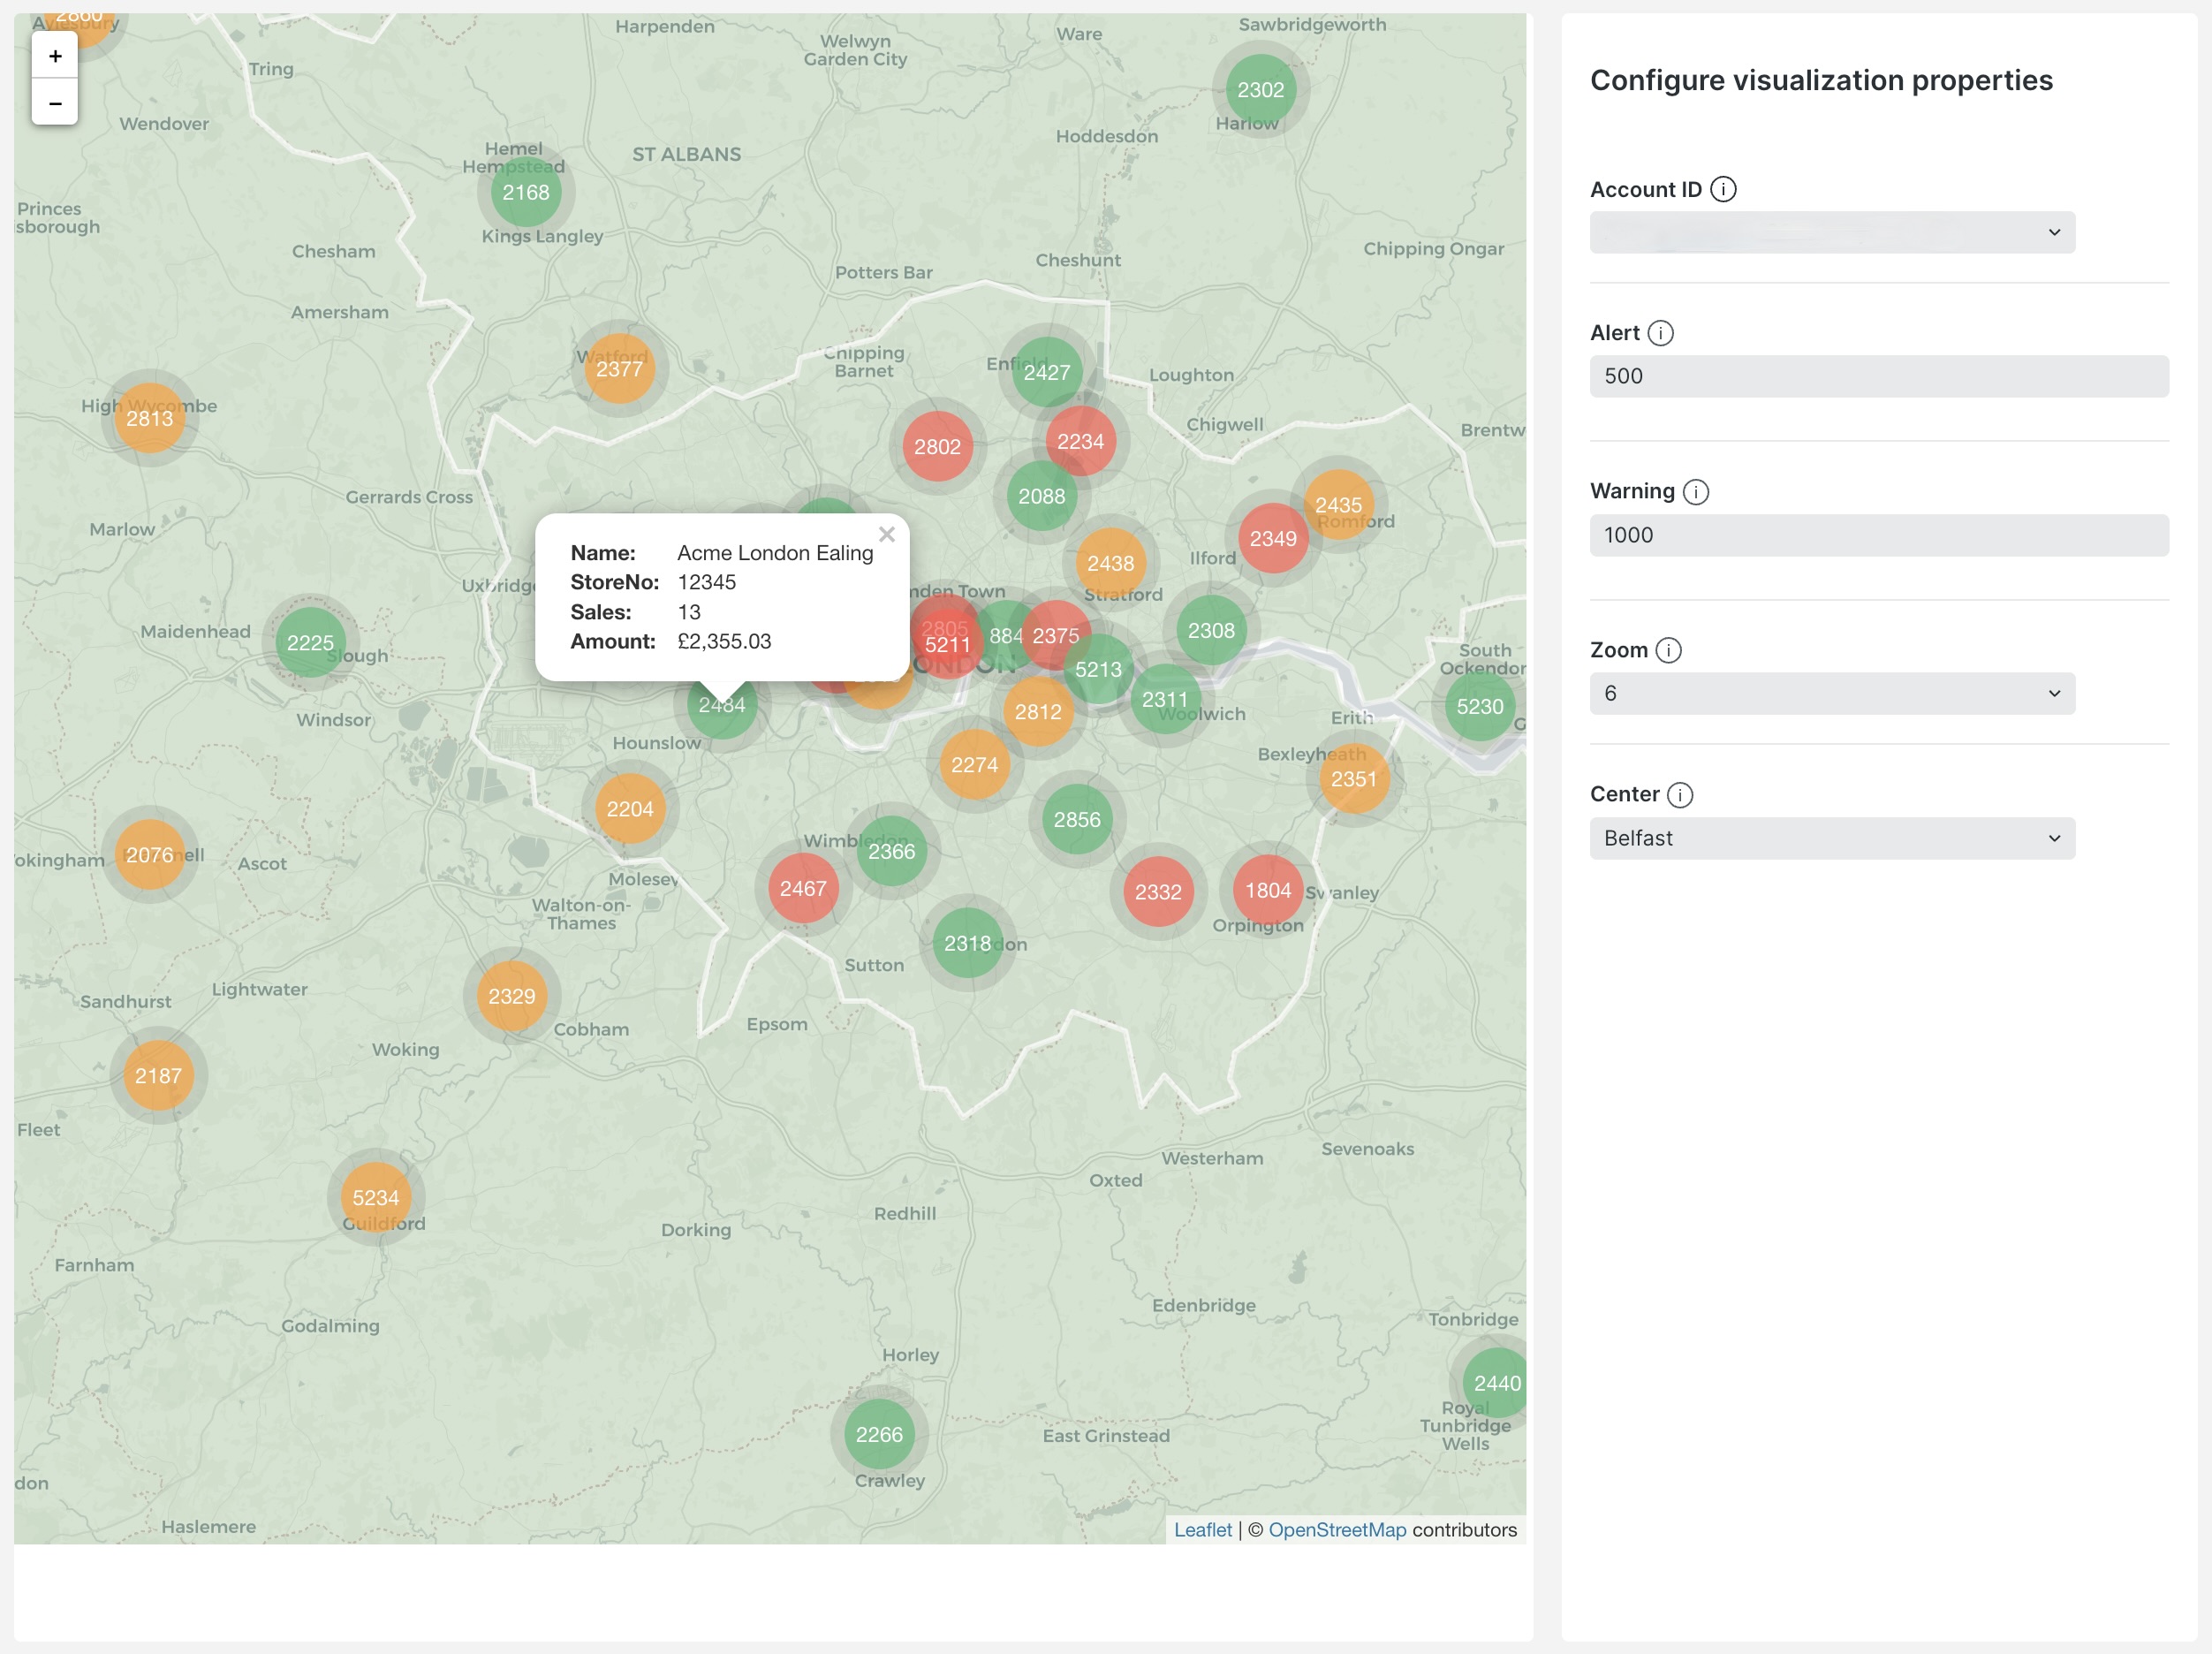 2860
+
−
Tring
Harpenden
Welwyn
Garden City
Ware
Sawbridgeworth
2302
Harlow
Wendover
Hoddesdon
Hemel
Hempstead
ST ALBANS
2168
Kings Langley
Princes
sborough
Chesham
Chipping Ongar
Potters Bar
Cheshunt
Amersham
Watford
2377
Chipping
Barnet
Enfield
2427
Loughton
High Wycombe
2813
2802
2234
Chigwell
Brentw
Gerrards Cross
2088
2435
Romford
Marlow
2349
2438
Ilford
Stratford
Uxbridge
Name: Acme London Ealing
StoreNo: 12345
Sales: 13
Amount: £2,355.03
×
nden Town
2805
5211
884
2375
2308
Maidenhead
2225
Slough
ONDON
5213
South
Ockendon
2484
2812
2311
Woolwich
Windsor
Erith
5230
G
Hounslow
2274
Bexleyheath
2351
2204
2856
Wimbledon
2366
okingham
2076
Ascot
Molesey
2467
2332
1804
Swanley
Walton-on-
Thames
Orpington
2318
don
Sutton
Sandhurst
Lightwater
2329
Cobham
Epsom
Woking
2187
Fleet
Sevenoaks
Westerham
Oxted
5234
Guildford
Redhill
Dorking
Farnham
Edenbridge
Godalming
Tonbridge
Horley
2440
Royal
Tunbridge
Wells
2266
East Grinstead
Crawley
don
Haslemere
Leaflet | © OpenStreetMap contributors
Configure visualization properties
Account ID i
Alert i
500
Warning i
1000
Zoom i
6
Center i
Belfast